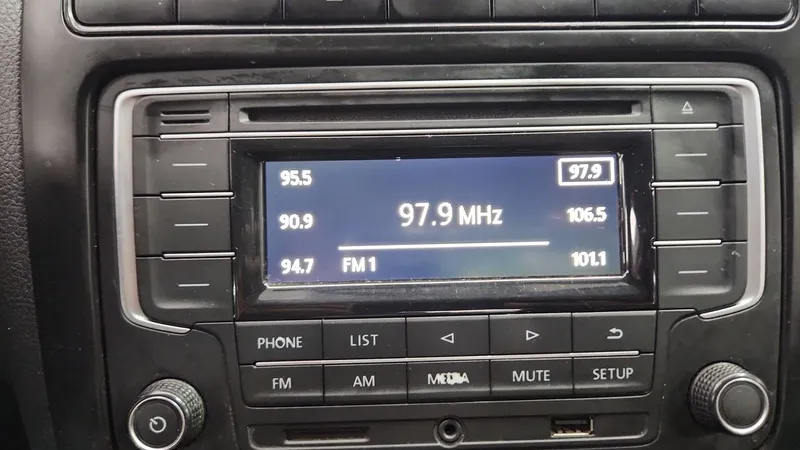 95.5
97.9
90.9
97.9 MHz
106.5
94.7
FM 1
101.1
PHONE
LIST
FM
AM
MEDIA
MUTE
SETUP